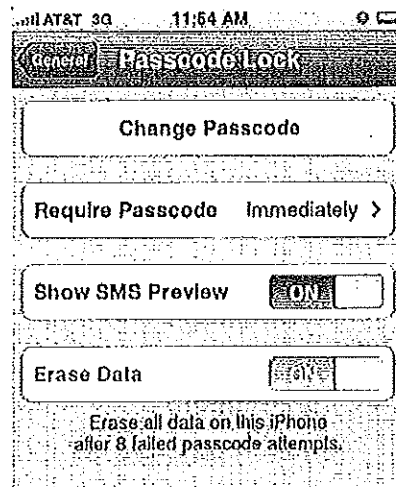 AT&T 3G 11:54 AM
General Passcode Lock
Change Passcode
Require Passcode Immediately >
Show SMS Preview ON
Erase Data ON
Erase all data on this iPhone
after 8 failed passcode attempts.